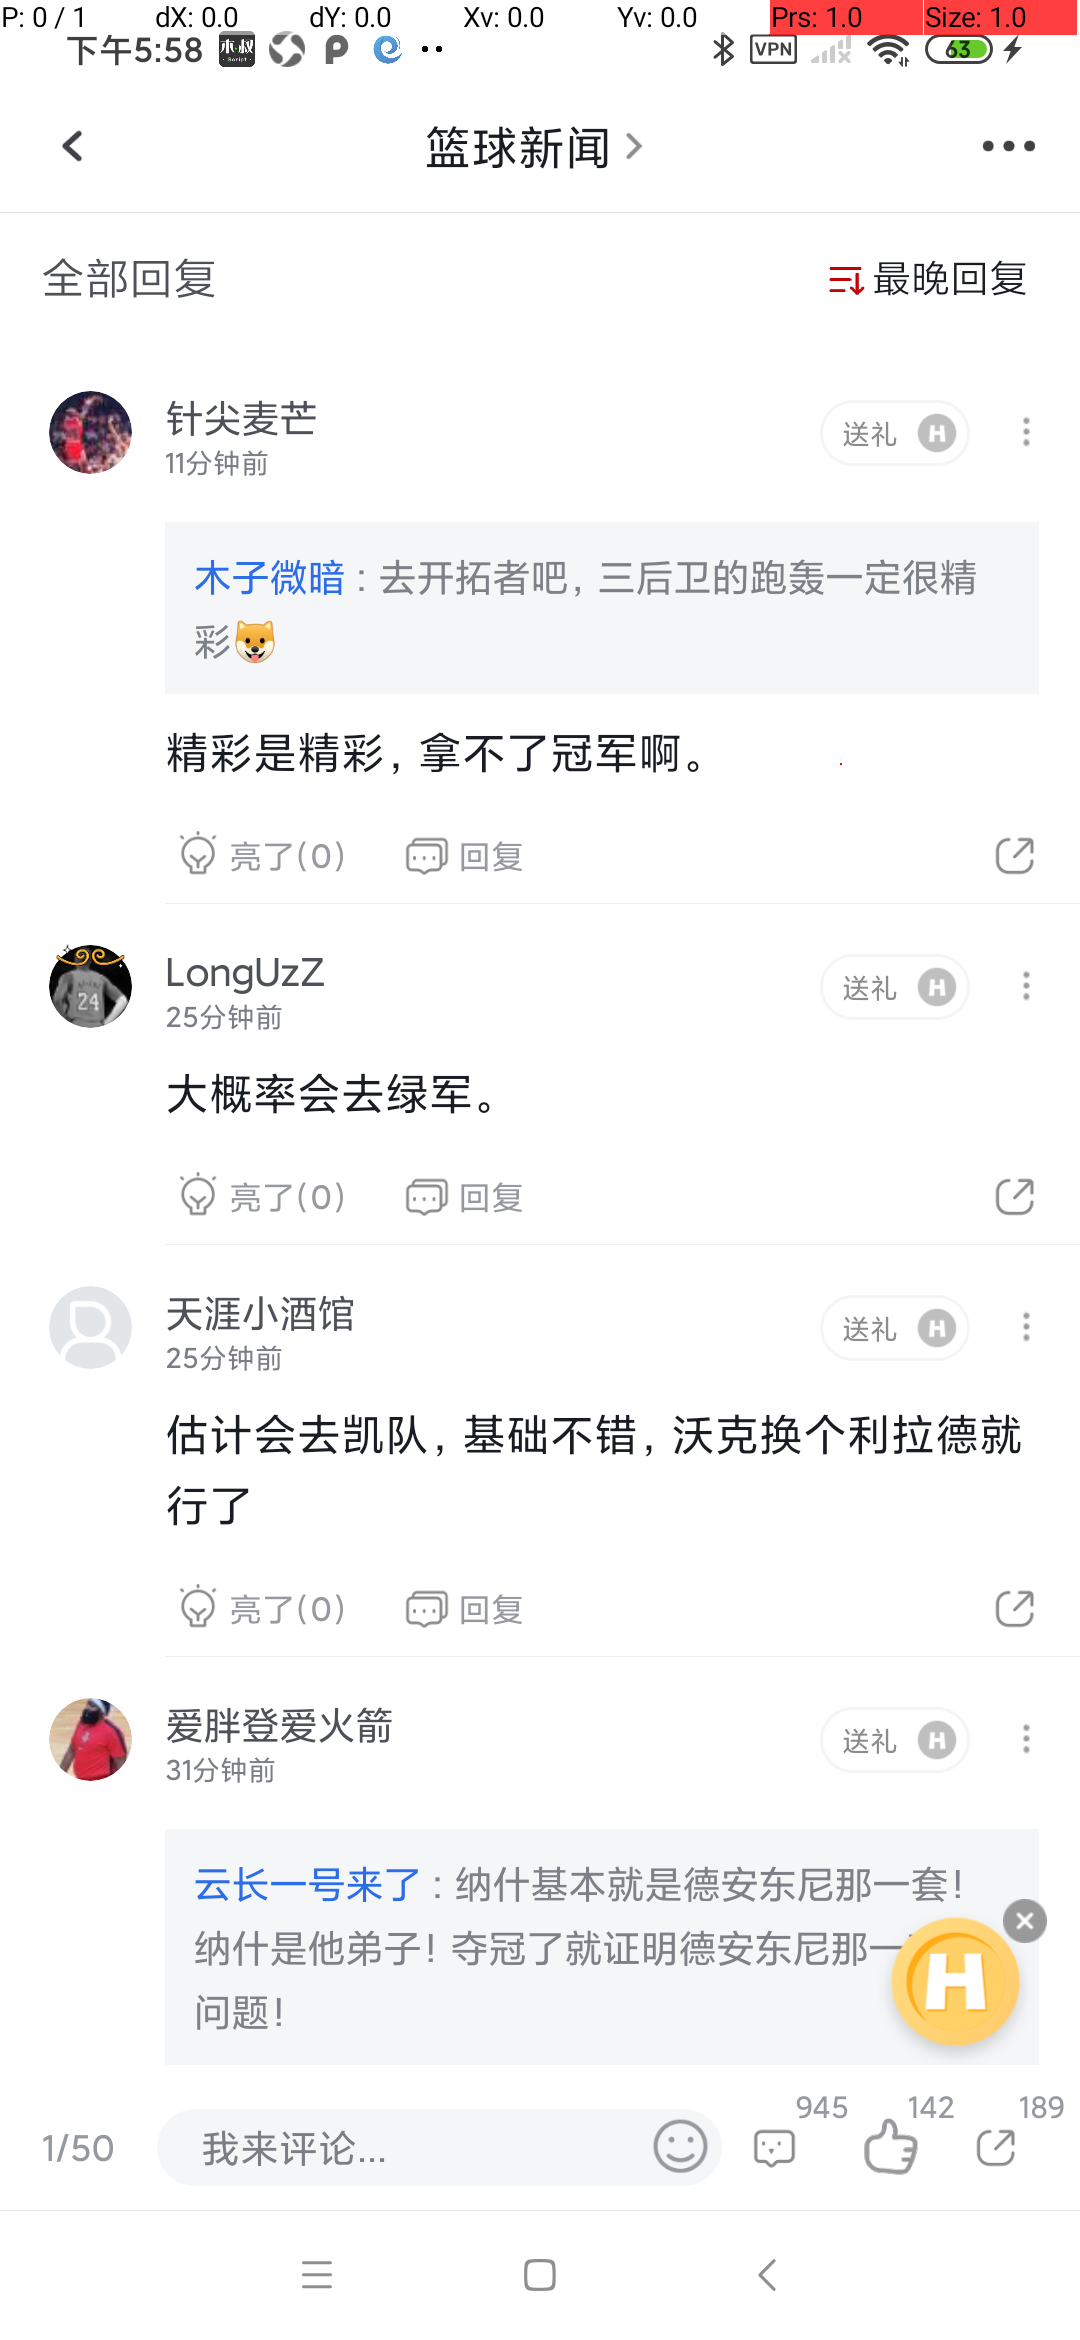 P: 0 / 1 dX: 0.0 dY: 0.0 Xv: 0.0 Yv: 0.0 Prs: 1.0 Size: 1.0
下午5:58 VPN 63
篮球新闻
全部回复 最晚回复
针尖麦芒 送礼 H
11分钟前
木子微暗：去开拓者吧，三后卫的跑轰一定很精
彩
精彩是精彩，拿不了冠军啊。
亮了(0) 回复
LongUzZ 送礼 H
25分钟前
大概率会去绿军。
亮了(0) 回复
天涯小酒馆 送礼 H
25分钟前
估计会去凯队，基础不错，沃克换个利拉德就
行了
亮了(0) 回复
爱胖登爱火箭 送礼 H
31分钟前
云长一号来了：纳什基本就是德安东尼那一套！
纳什是他弟子！夺冠了就证明德安东尼那一
问题！
H
1/50 我来评论... 945 142 189